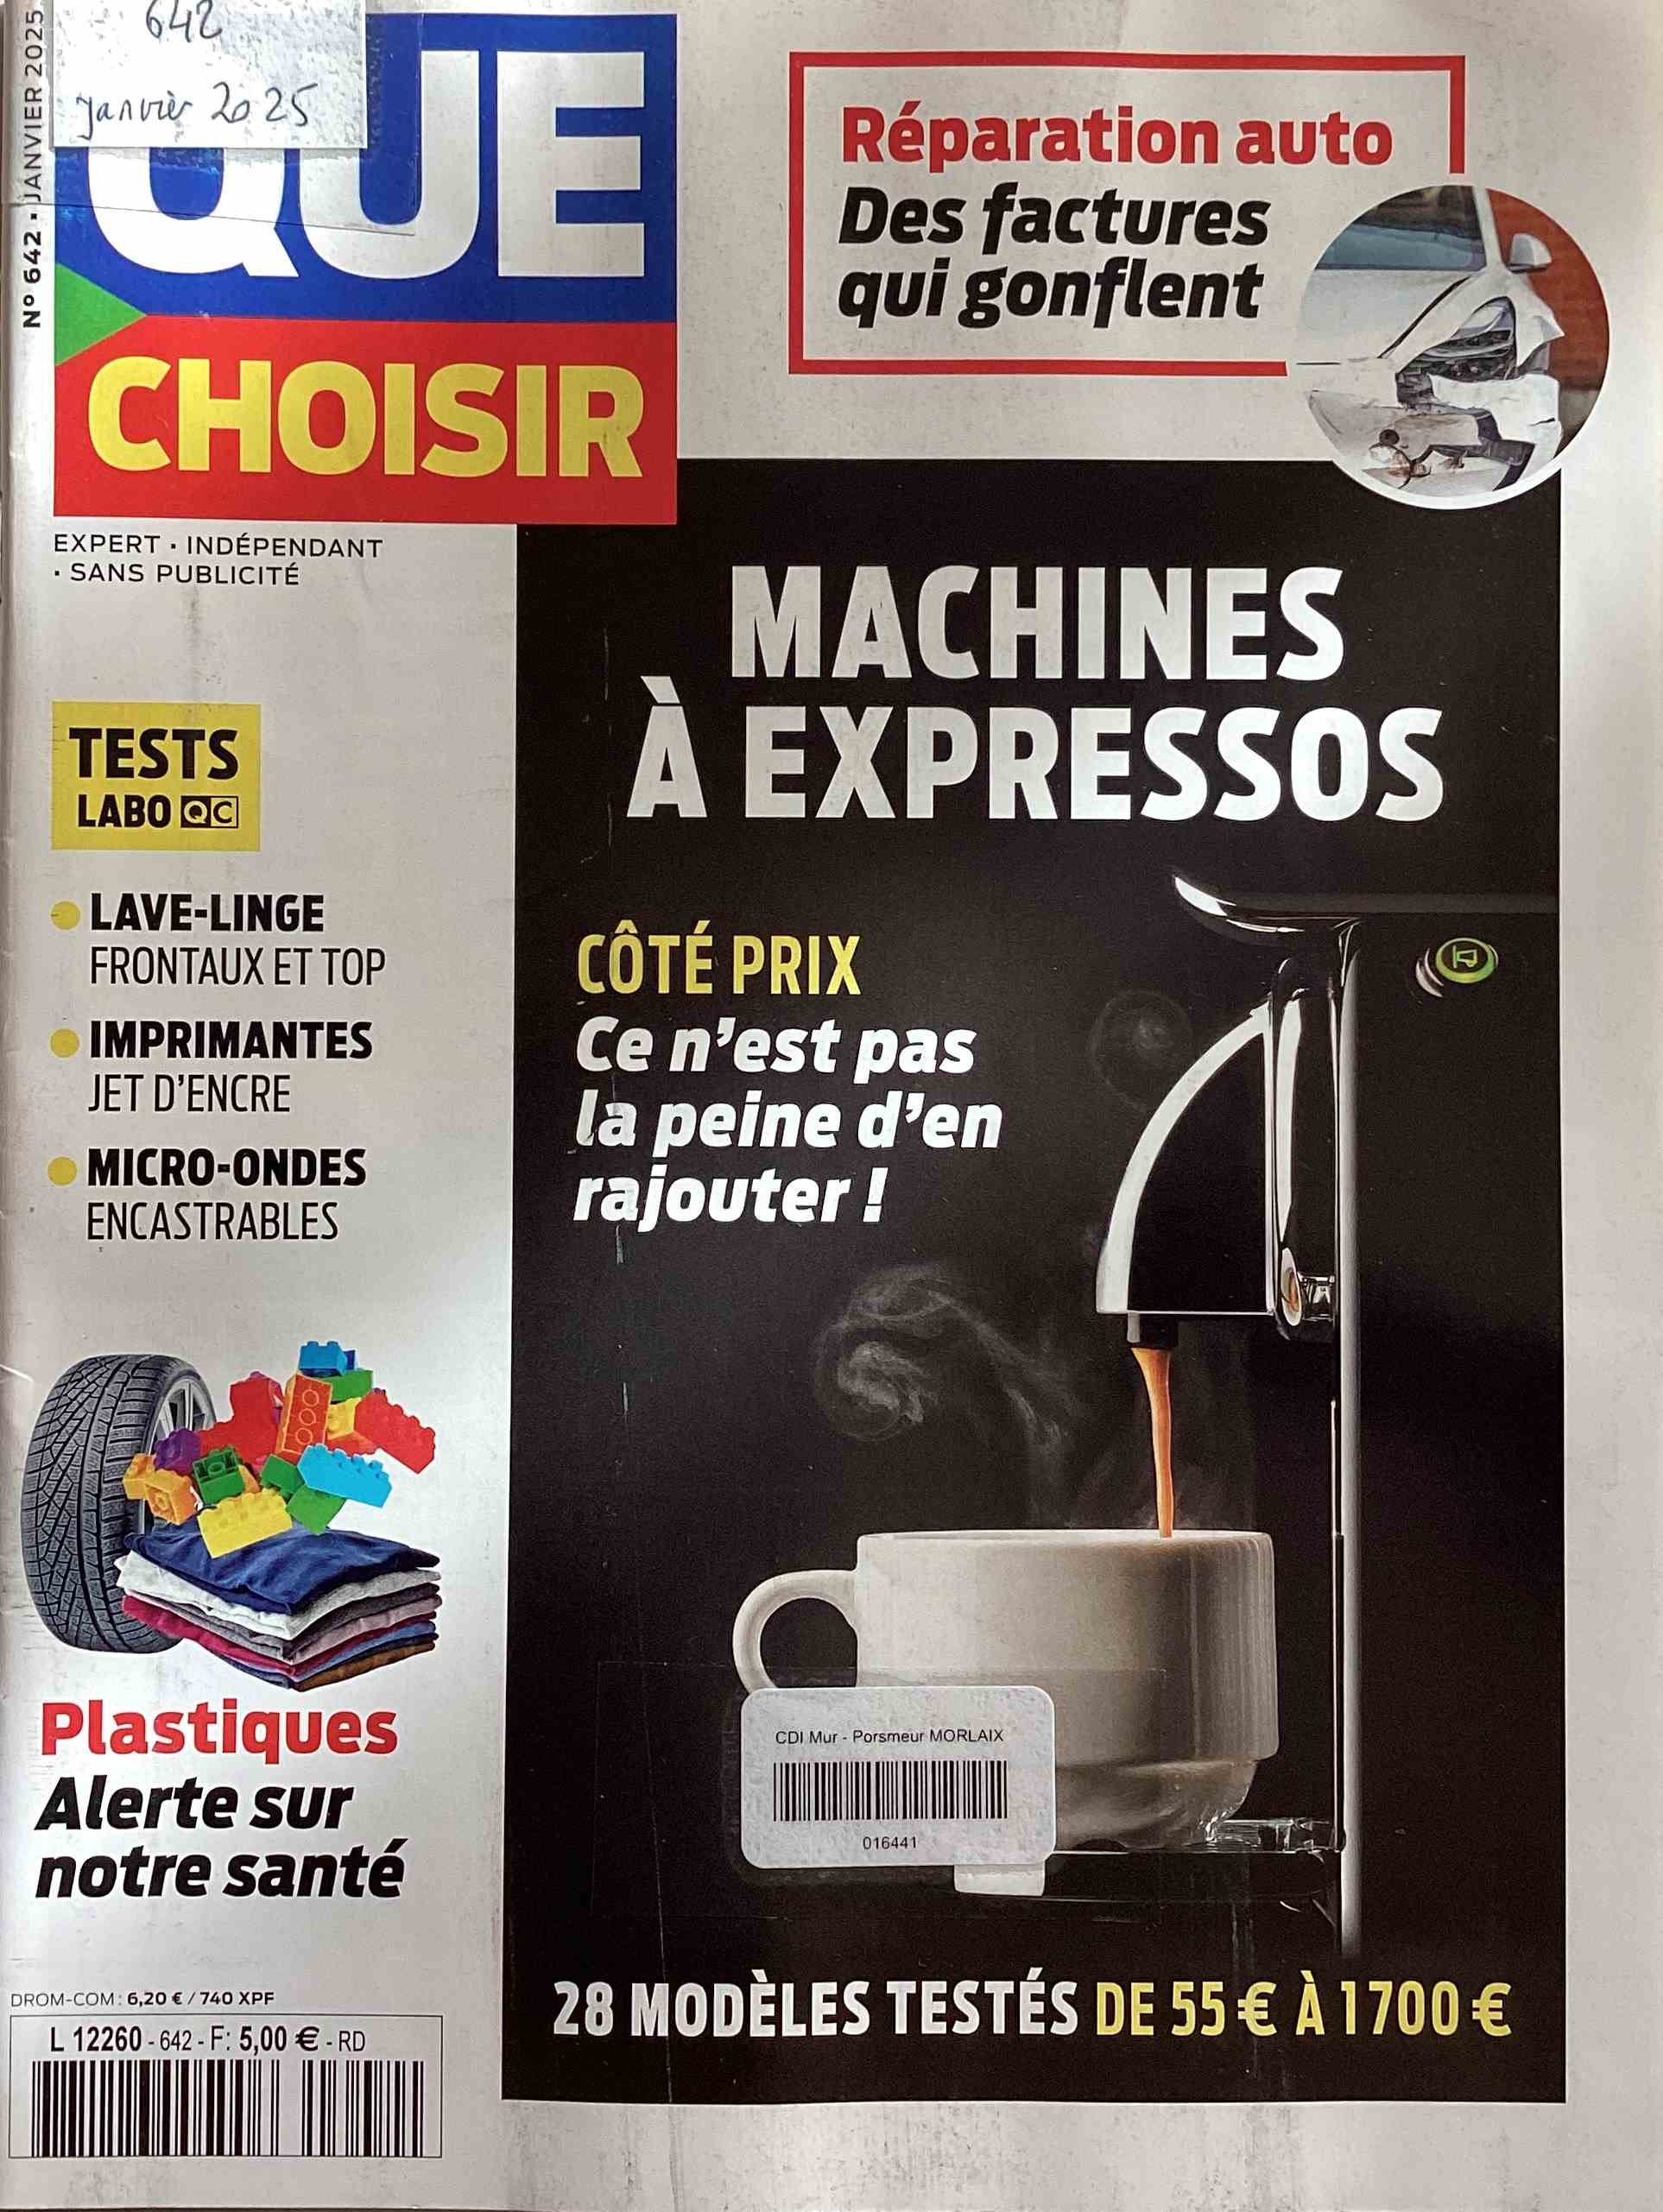 642
janvier 2025
N° 642 · JANVIER 2025
QUE
CHOISIR
EXPERT · INDÉPENDANT
· SANS PUBLICITÉ
Réparation auto
Des factures
qui gonflent
MACHINES
À EXPRESSOS
CÔTÉ PRIX
Ce n'est pas
la peine d'en
rajouter !
TESTS
LABO QC
LAVE-LINGE
FRONTAUX ET TOP
IMPRIMANTES
JET D'ENCRE
MICRO-ONDES
ENCASTRABLES
Plastiques
Alerte sur
notre santé
CDI Mur - Porsmeur MORLAIX
016441
28 MODÈLES TESTÉS DE 55 € À 1700 €
DROM-COM : 6,20 € / 740 XPF
L 12260 - 642 - F: 5,00 € - RD